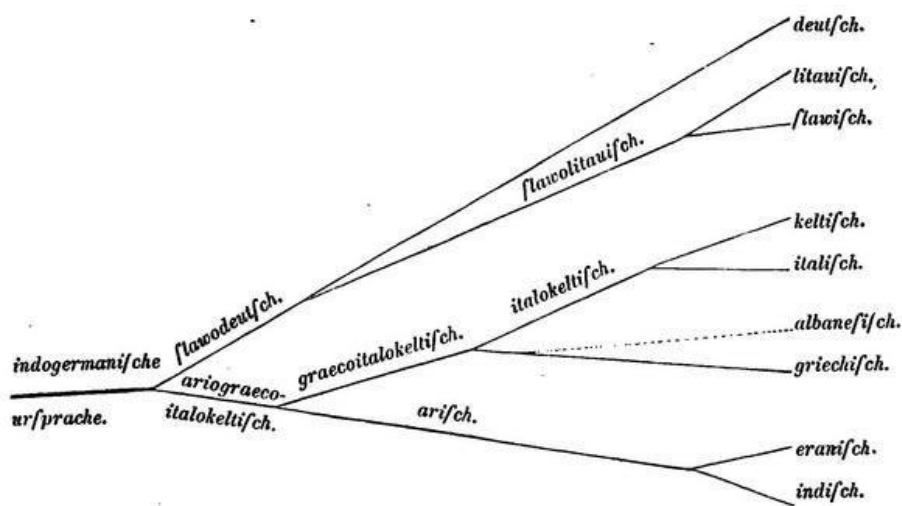 deutſch.
litauiſch.
ſlawiſch.
ſlawolitauiſch.
keltiſch.
italiſch.
italokeltiſch.
ſlawodeutſch.
albaneſiſch.
graecoitalokeltiſch.
griechiſch.
indogermaniſche
urſprache.
ariograeco-
italokeltiſch.
ariſch.
eraniſch.
indiſch.